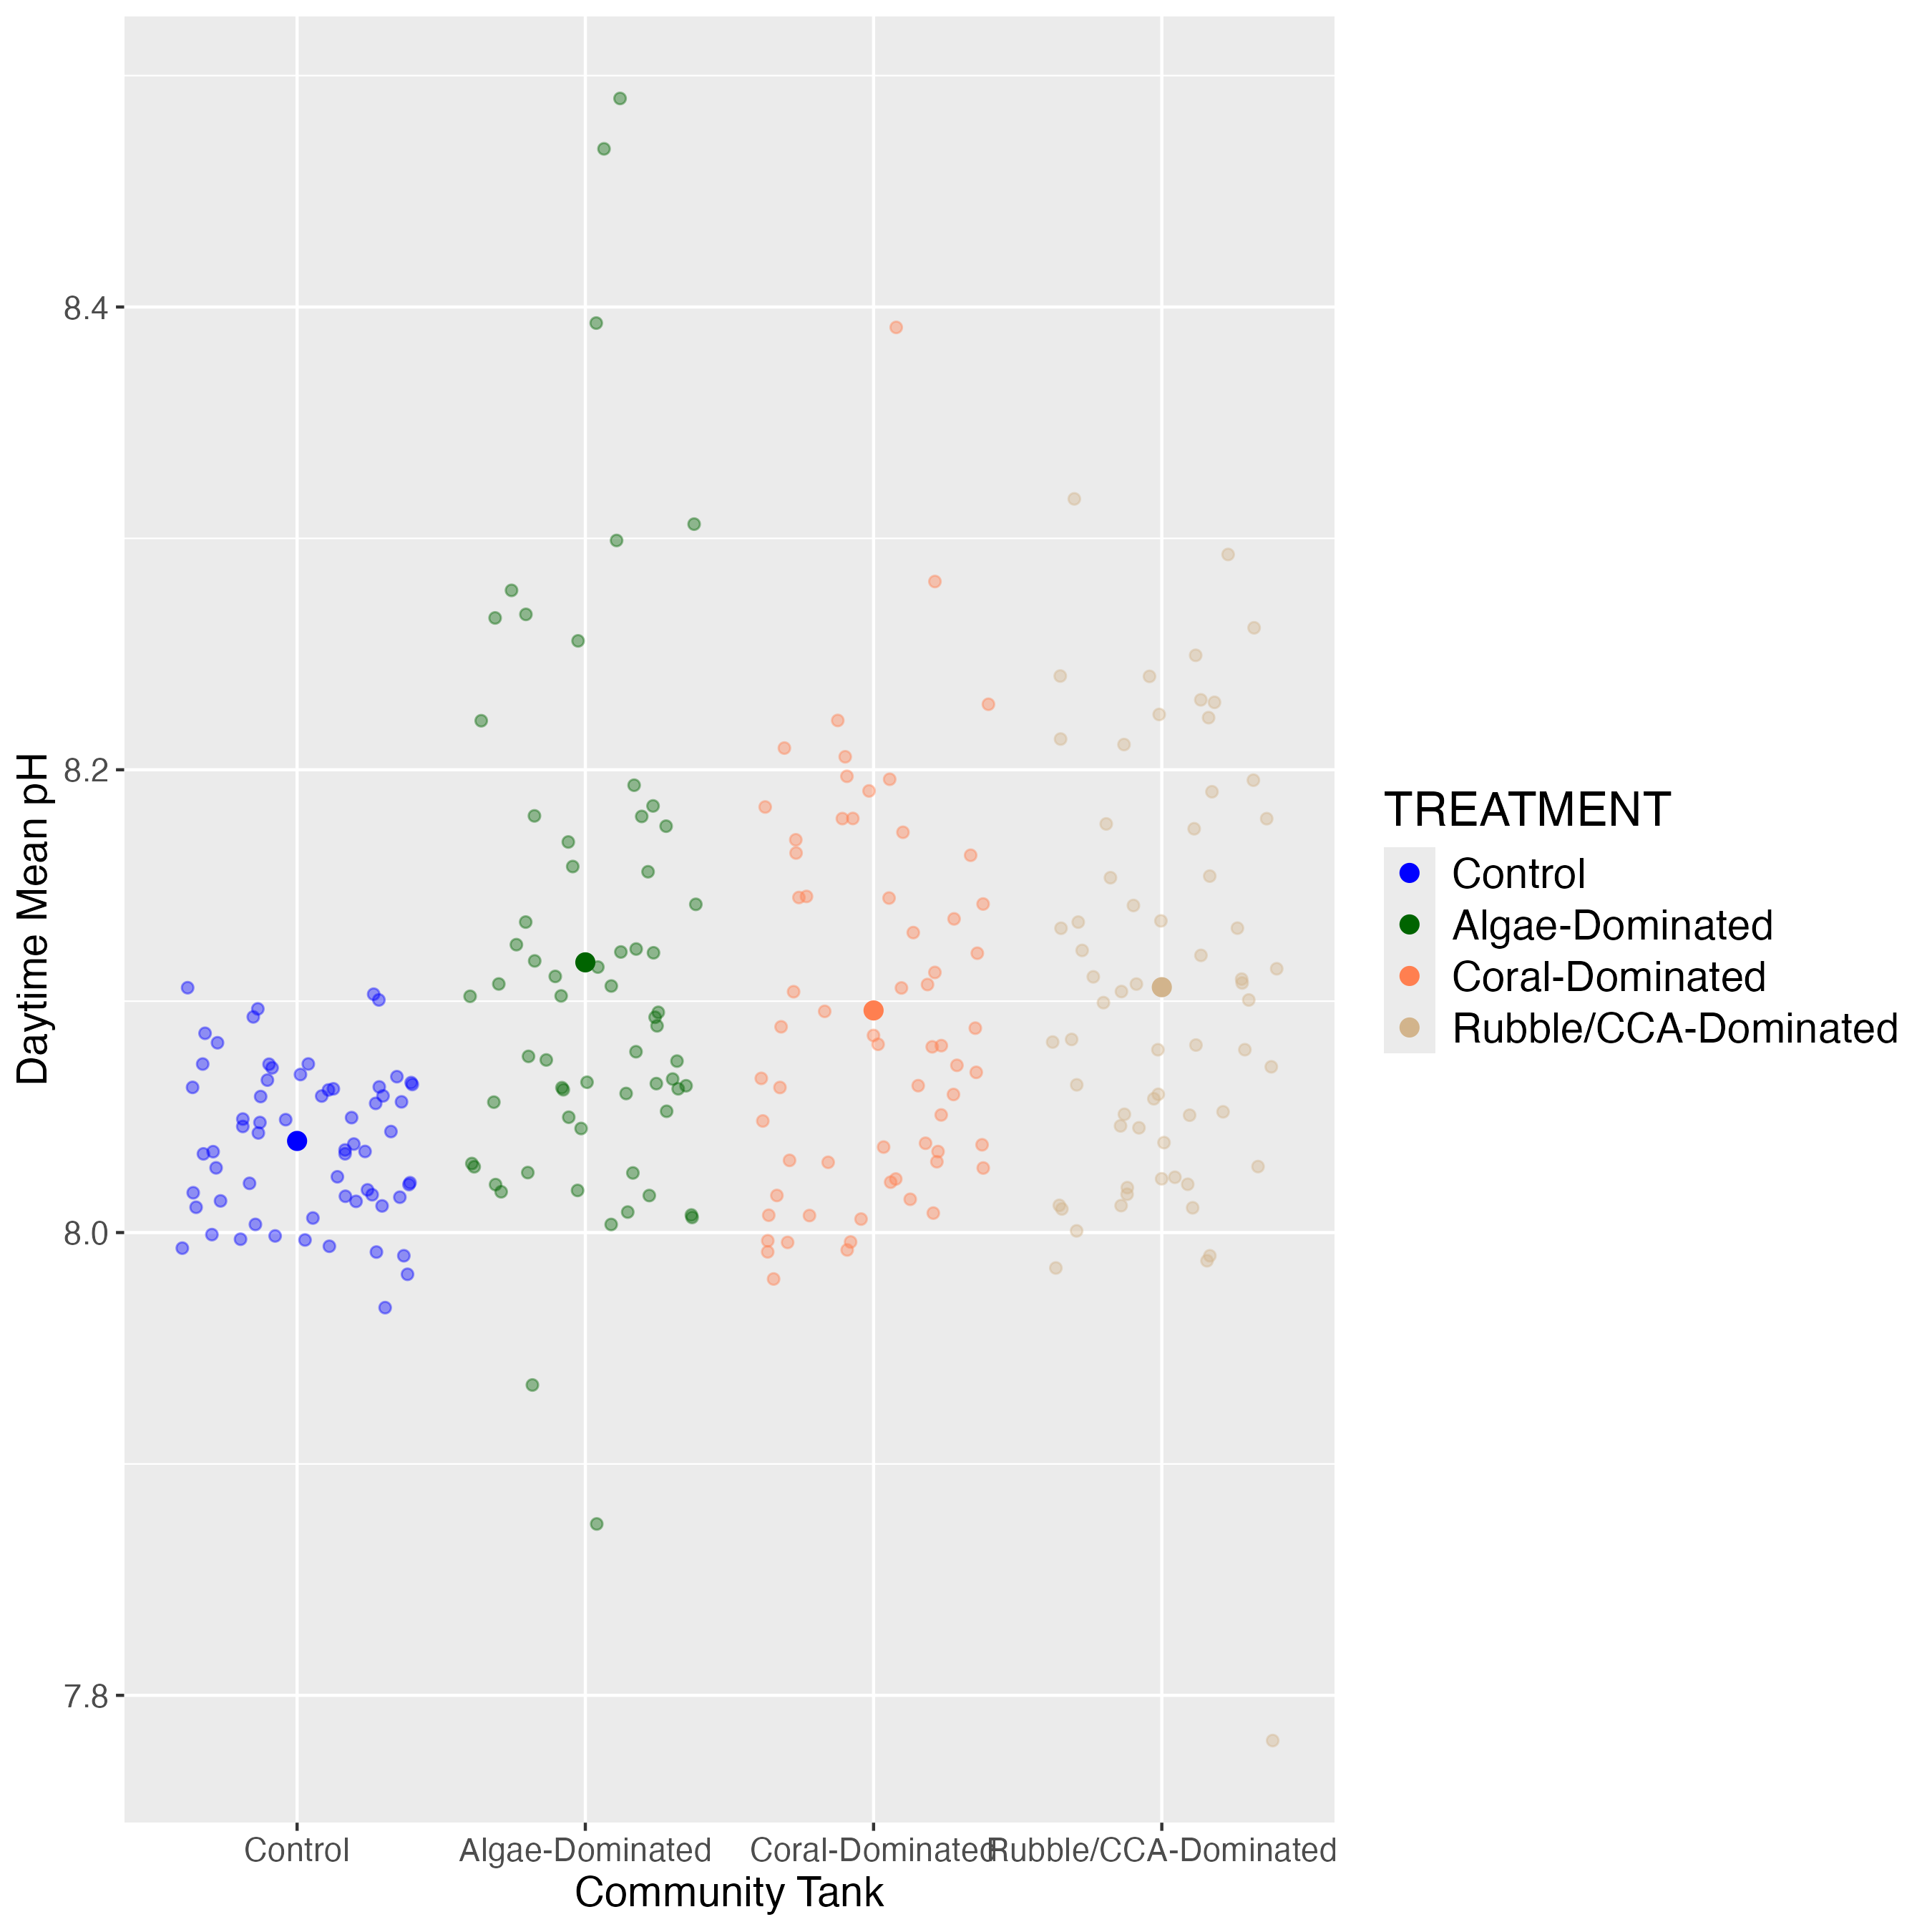 Daytime Mean pH
8.4
8.2
8.0
7.8
Control
Algae-Dominated
Coral-Dominated
Rubble/CCA-Dominated
Community Tank
TREATMENT
Control
Algae-Dominated
Coral-Dominated
Rubble/CCA-Dominated